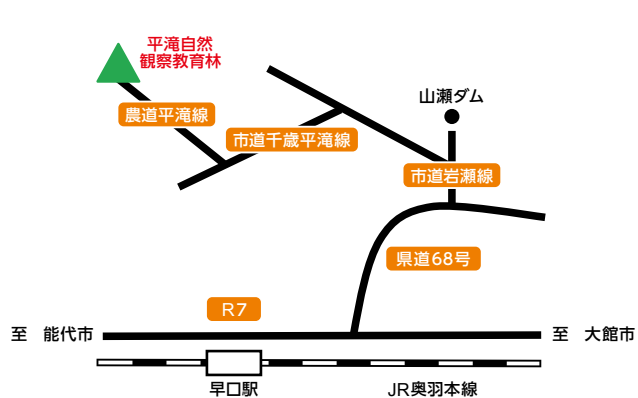 平滝自然
観察教育林
山瀬ダム
農道平滝線
市道千歳平滝線
市道岩瀬線
県道68号
R7
至 能代市
至 大館市
早口駅
JR奥羽本線